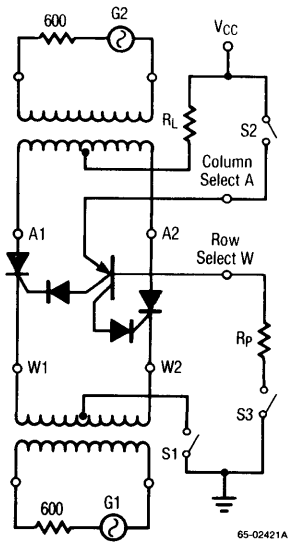 600
G2
VCC
RL
S2
Column
Select A
A1
A2
Row
Select W
RP
W1
W2
S1
S3
600
G1
65-02421A